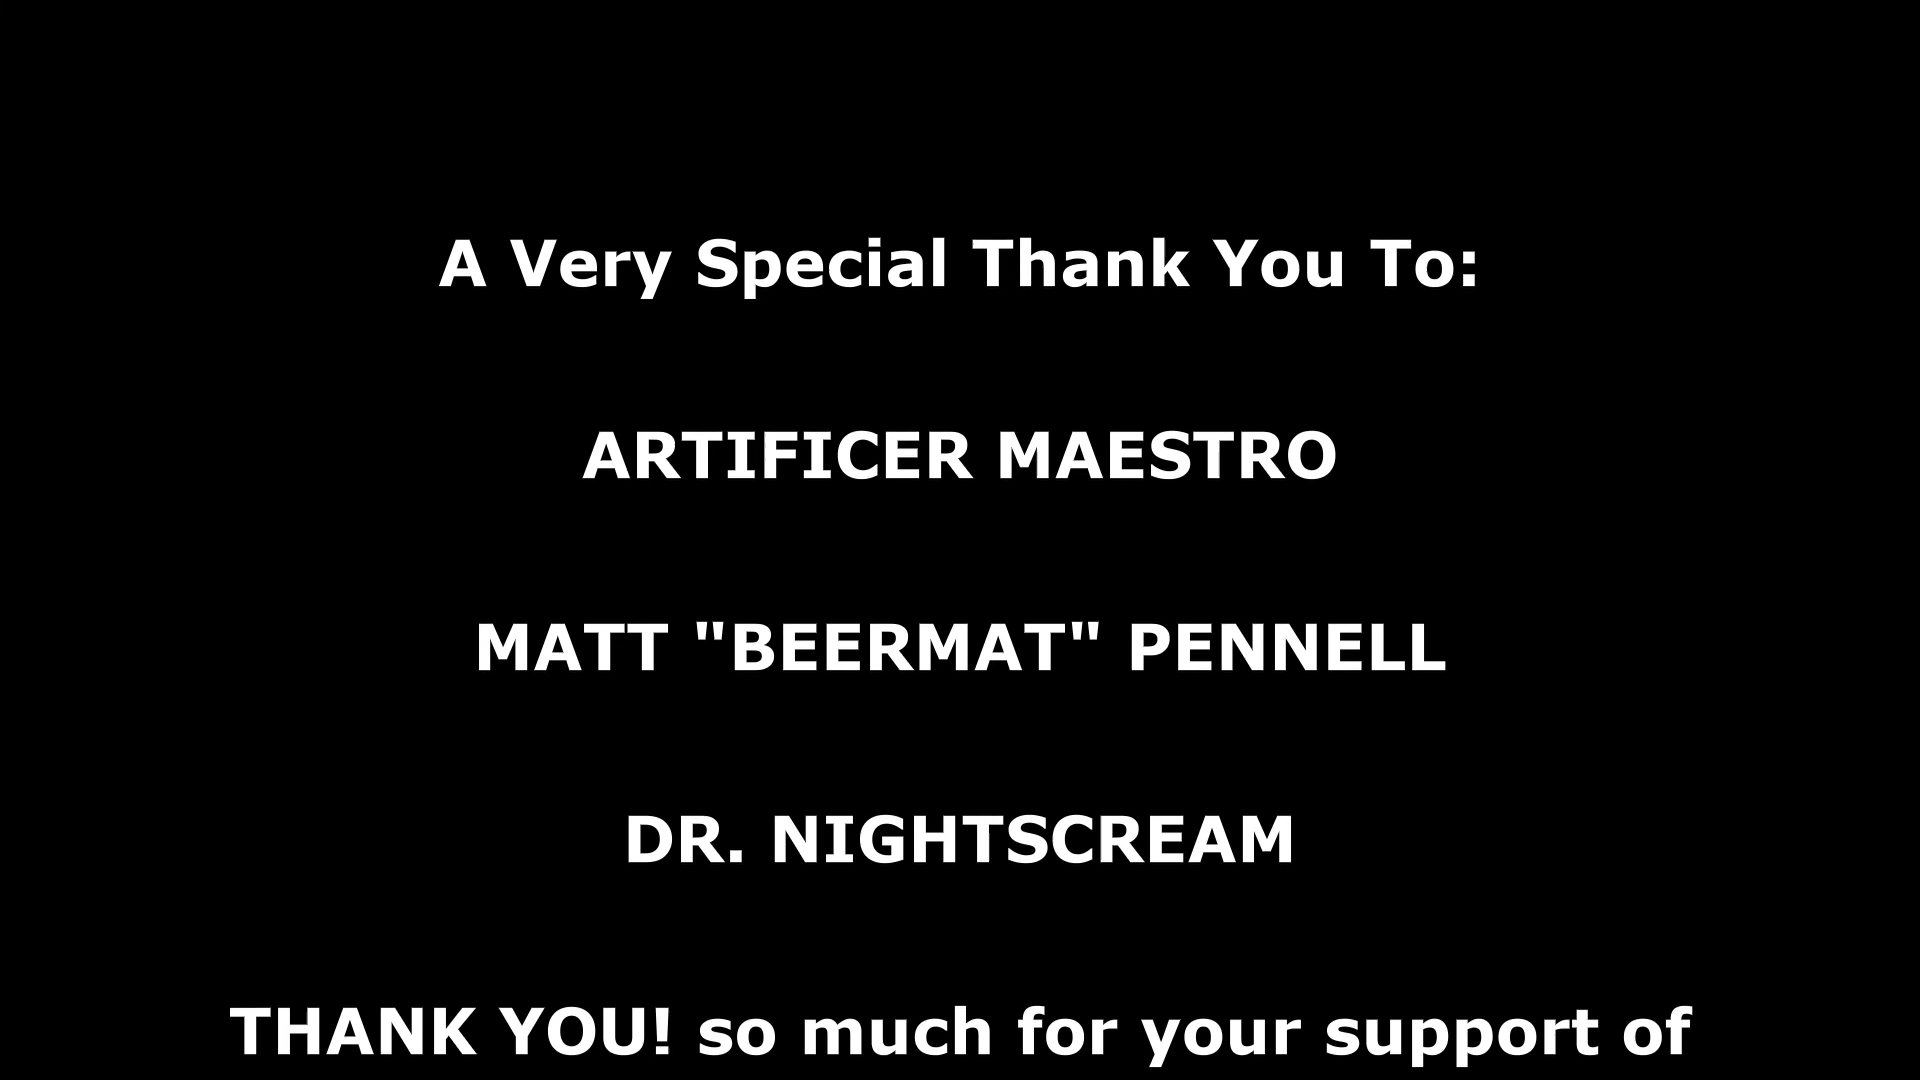 A Very Special Thank You To:
ARTIFICER MAESTRO
MATT "BEERMAT" PENNELL
DR. NIGHTSCREAM
THANK YOU! so much for your support of